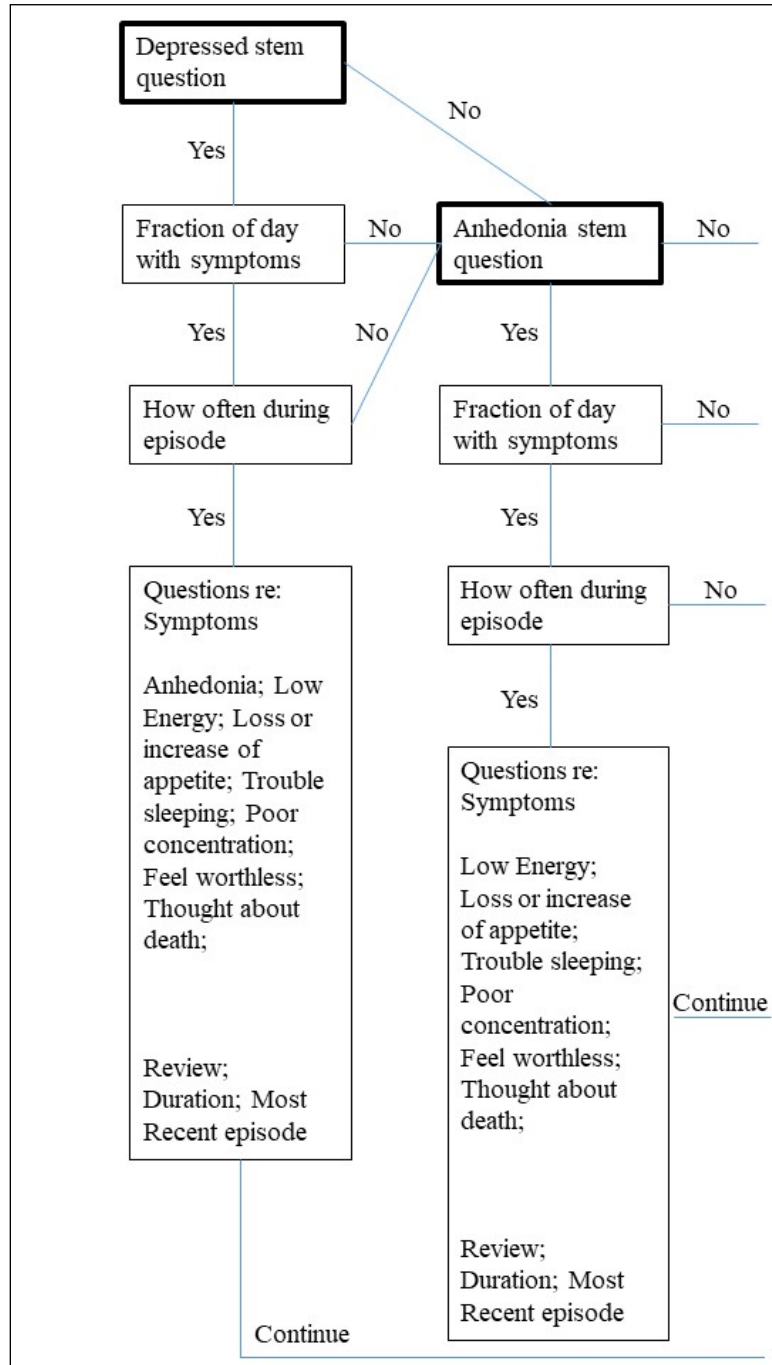 Depressed stem
question
No
Yes
Fraction of day
with symptoms
No
Anhedonia stem
question
No
Yes
No
Yes
How often during
episode
Fraction of day
with symptoms
No
Yes
Yes
Questions re:
Symptoms
Anhedonia; Low
Energy; Loss or
increase of
appetite; Trouble
sleeping; Poor
concentration;
Feel worthless;
Thought about
death;
Review;
Duration; Most
Recent episode
How often during
episode
No
Yes
Questions re:
Symptoms
Low Energy;
Loss or increase
of appetite;
Trouble sleeping;
Poor
concentration;
Feel worthless;
Thought about
death;
Review;
Duration; Most
Recent episode
Continue
Continue